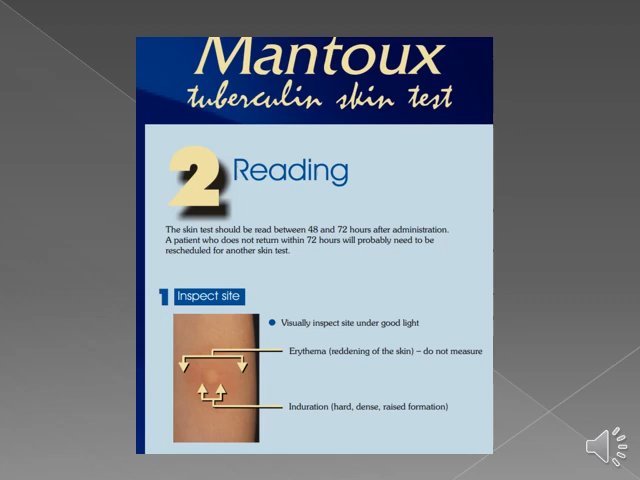 Mantoux
tuberculin skin test
2 Reading
The skin test should be read between 48 and 72 hours after administration.
A patient who does not return within 72 hours will probably need to be
rescheduled for another skin test.
1 Inspect site
● Visually inspect site under good light
Erythema (reddening of the skin) – do not measure
Induration (hard, dense, raised formation)